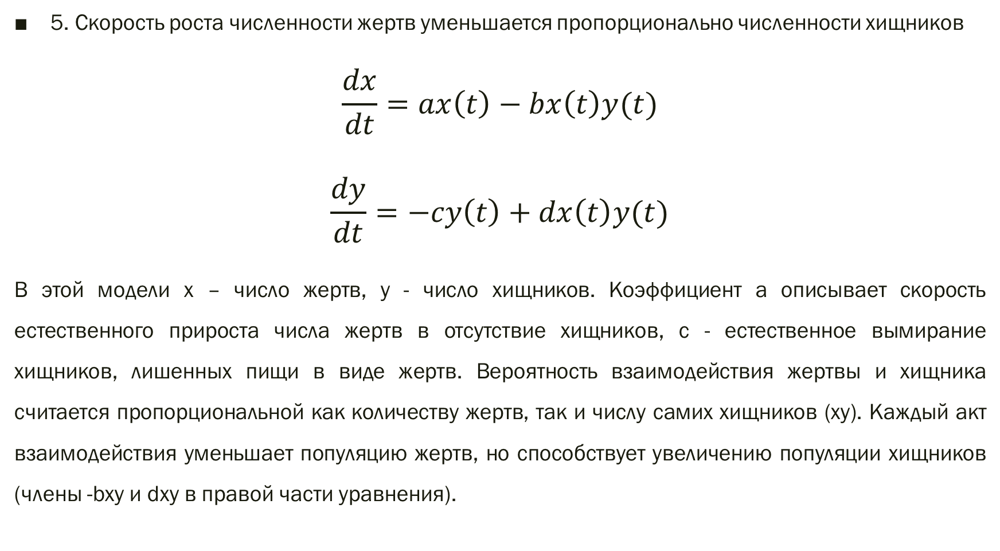 ▪ 5. Скорость роста численности жертв уменьшается пропорционально численности хищников
dx/dt = ax(t) − bx(t)y(t)
dy/dt = −cy(t) + dx(t)y(t)
В этой модели x – число жертв, y - число хищников. Коэффициент a описывает скорость
естественного прироста числа жертв в отсутствие хищников, c - естественное вымирание
хищников, лишенных пищи в виде жертв. Вероятность взаимодействия жертвы и хищника
считается пропорциональной как количеству жертв, так и числу самих хищников (xy). Каждый акт
взаимодействия уменьшает популяцию жертв, но способствует увеличению популяции хищников
(члены -bxy и dxy в правой части уравнения).